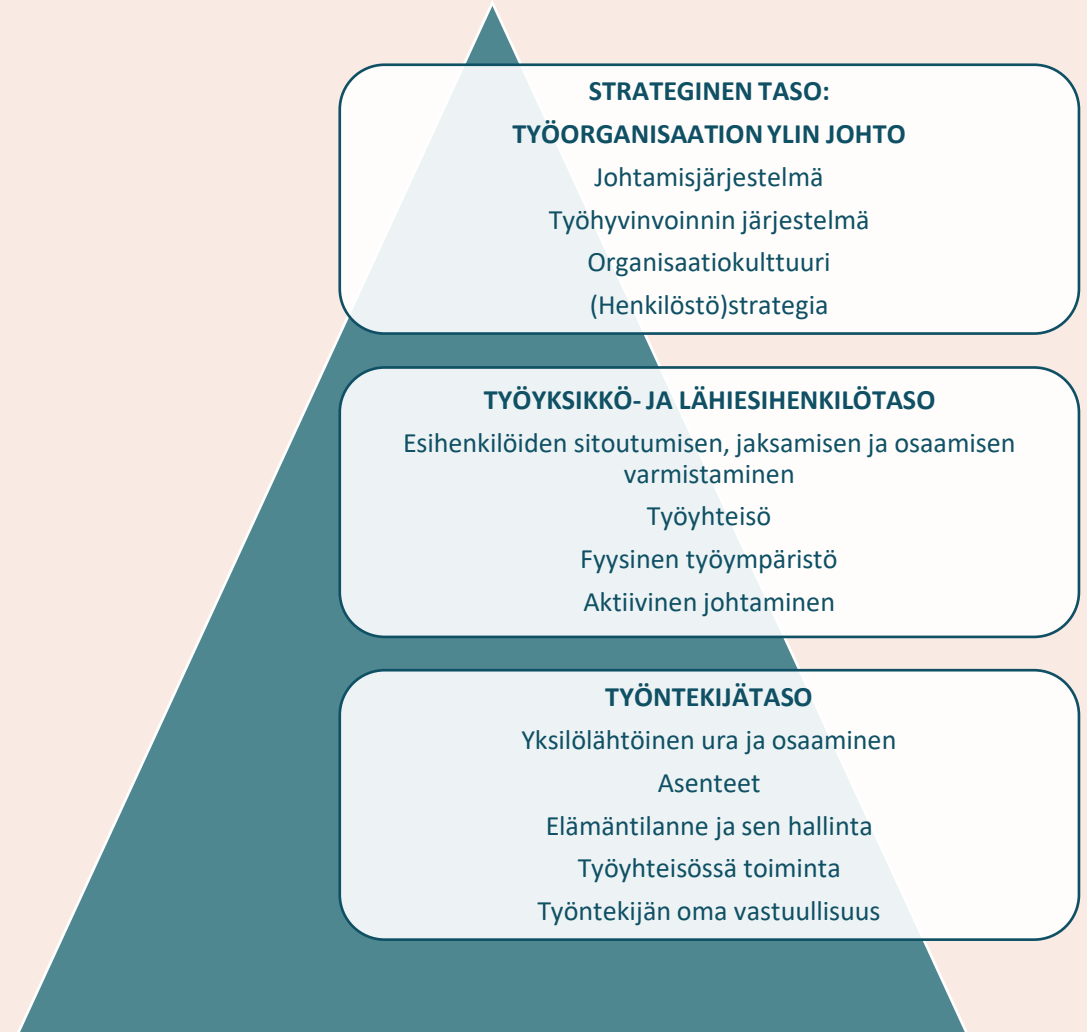 STRATEGINEN TASO:
TYÖORGANISAATION YLIN JOHTO
Johtamisjärjestelmä
Työhyvinvoinnin järjestelmä
Organisaatiokulttuuri
(Henkilöstö)strategia
TYÖYKSIKKÖ- JA LÄHIESIHENKILÖTASO
Esihenkilöiden sitoutumisen, jaksamisen ja osaamisen
varmistaminen
Työyhteisö
Fyysinen työympäristö
Aktiivinen johtaminen
TYÖNTEKIJÄTASO
Yksilölähtöinen ura ja osaaminen
Asenteet
Elämäntilanne ja sen hallinta
Työyhteisössä toiminta
Työntekijän oma vastuullisuus